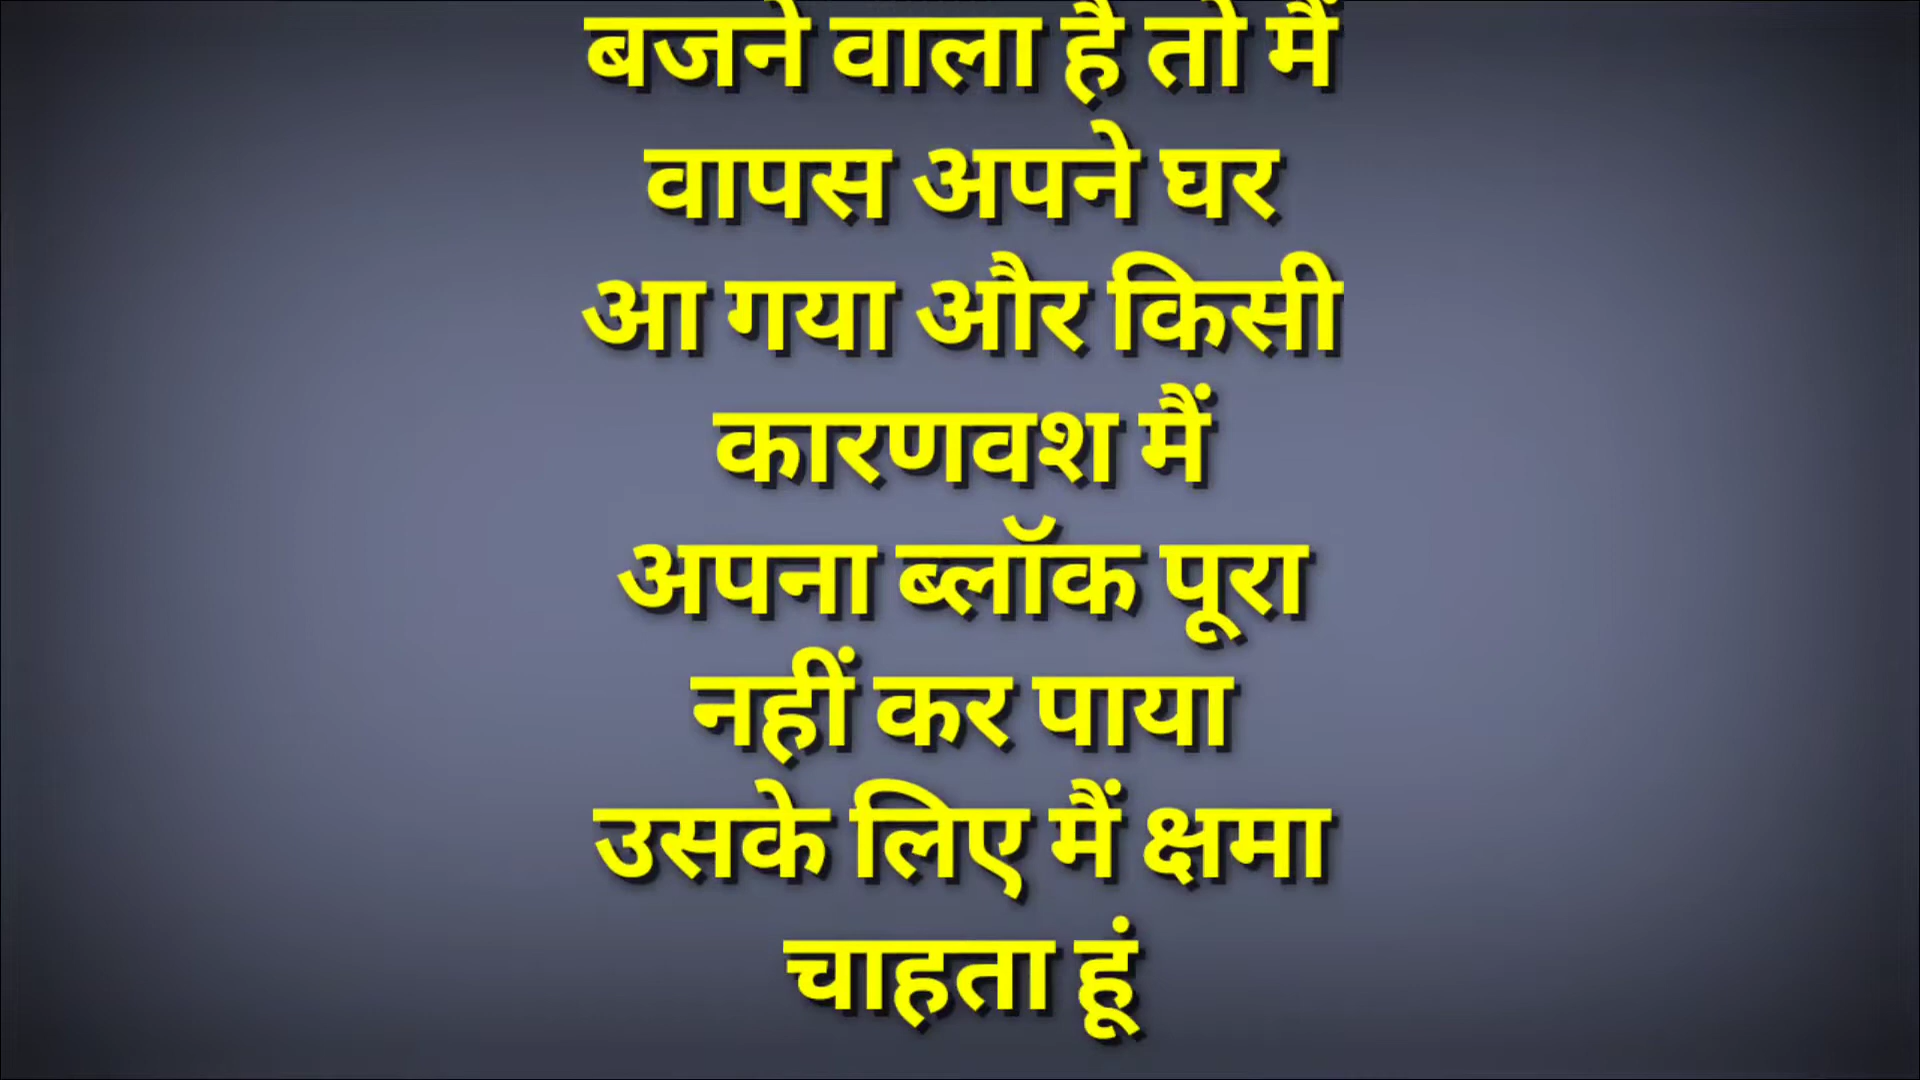 बजने वाला है तो मैं
वापस अपने घर
आ गया और किसी
कारणवश मैं
अपना ब्लॉक पूरा
नहीं कर पाया
उसके लिए मैं क्षमा
चाहता हूं